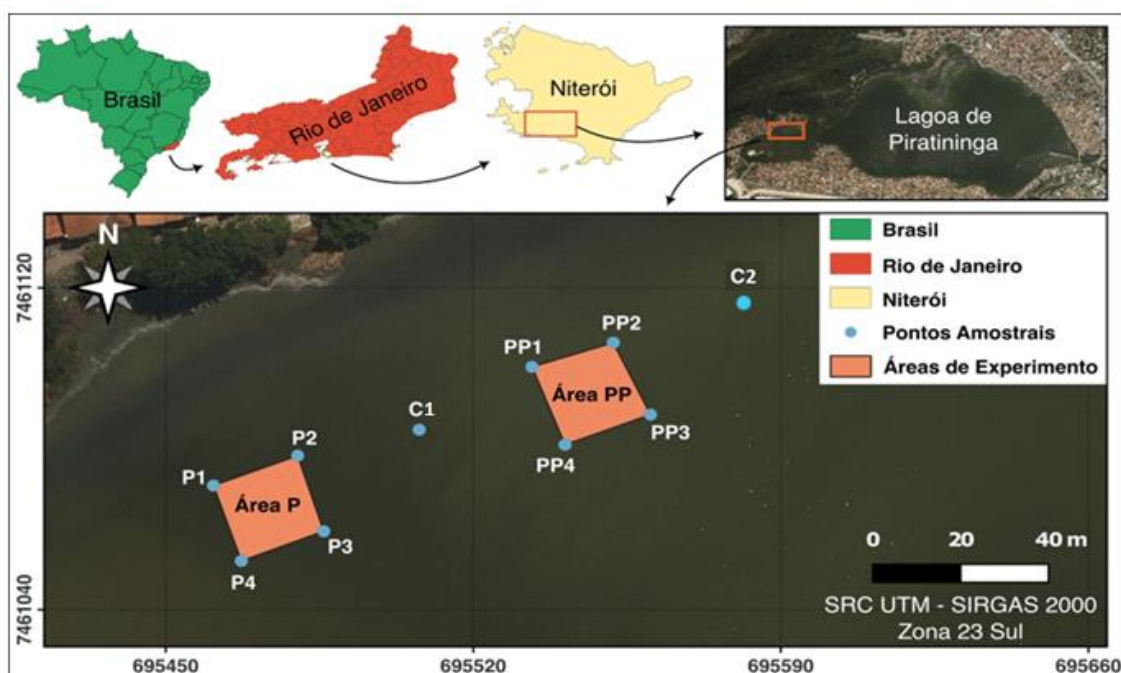 Brasil
Rio de Janeiro
Niterói
Lagoa de
Piratininga
N
Brasil
Rio de Janeiro
Niterói
Pontos Amostrais
Áreas de Experimento
C2
PP2
PP1
Área PP
PP3
PP4
C1
P2
P1
Área P
P3
P4
0 20 40 m
SRC UTM - SIRGAS 2000
Zona 23 Sul
7461120
7461040
695450 695520 695590 695660